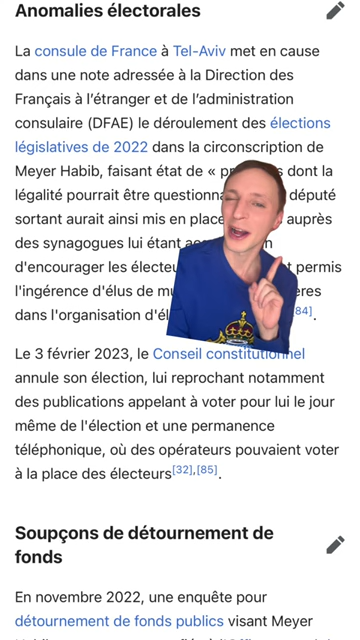 Anomalies électorales
La consule de France à Tel-Aviv met en cause
dans une note adressée à la Direction des
Français à l'étranger et de l'administration
consulaire (DFAE) le déroulement des élections
législatives de 2022 dans la circonscription de
Meyer Habib, faisant état de « dont la
légalité pourrait être député
sortant aurait ainsi mis en place auprès
des synagogues lui étant
d'encourager les permis
l'ingérence d'élus de
dans l'organisation [84].
Le 3 février 2023, le Conseil constitutionnel
annule son élection, lui reprochant notamment
des publications appelant à voter pour lui le jour
même de l'élection et une permanence
téléphonique, où des opérateurs pouvaient voter
à la place des électeurs[32],[85].
Soupçons de détournement de
fonds
En novembre 2022, une enquête pour
détournement de fonds publics visant Meyer